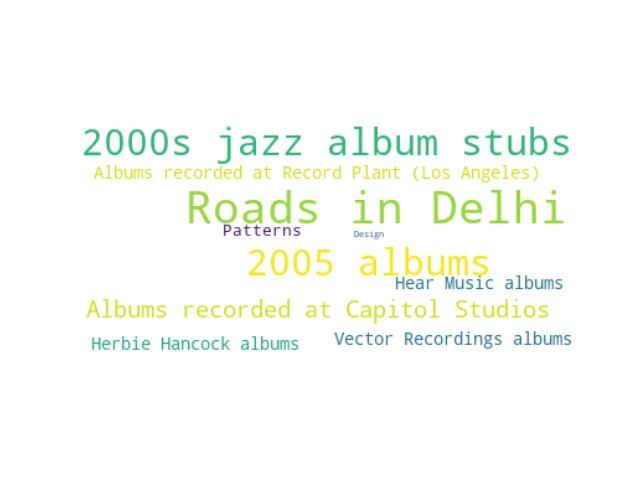 2000s jazz album stubs
Albums recorded at Record Plant (Los Angeles)
Roads in Delhi
Patterns
Design
2005 albums
Hear Music albums
Albums recorded at Capitol Studios
Herbie Hancock albums
Vector Recordings albums